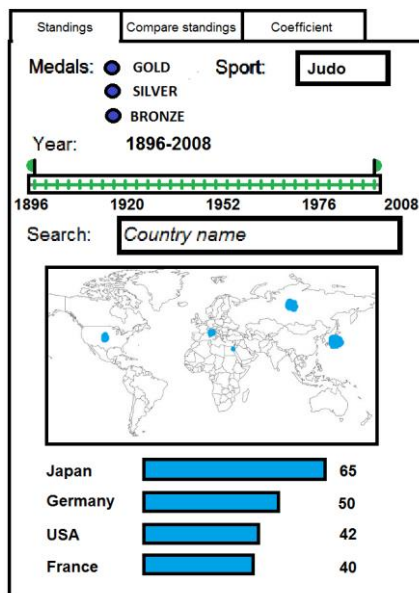 Standings Compare standings Coefficient
Medals: GOLD Sport: Judo
SILVER
BRONZE
Year: 1896-2008
1896 1920 1952 1976 2008
Search: Country name
Japan 65
Germany 50
USA 42
France 40